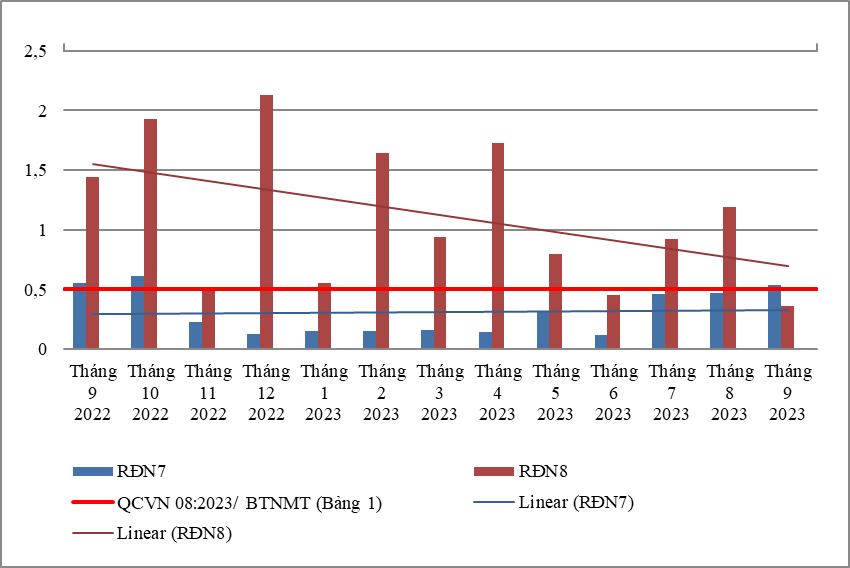 2,5
2
1,5
1
0,5
0
Tháng Tháng Tháng Tháng Tháng Tháng Tháng Tháng Tháng Tháng Tháng Tháng Tháng
9 10 11 12 1 2 3 4 5 6 7 8 9
2022 2022 2022 2022 2023 2023 2023 2023 2023 2023 2023 2023 2023
RĐN7 RĐN8
QCVN 08:2023/ BTNMT (Bảng 1) Linear (RĐN7)
Linear (RĐN8)